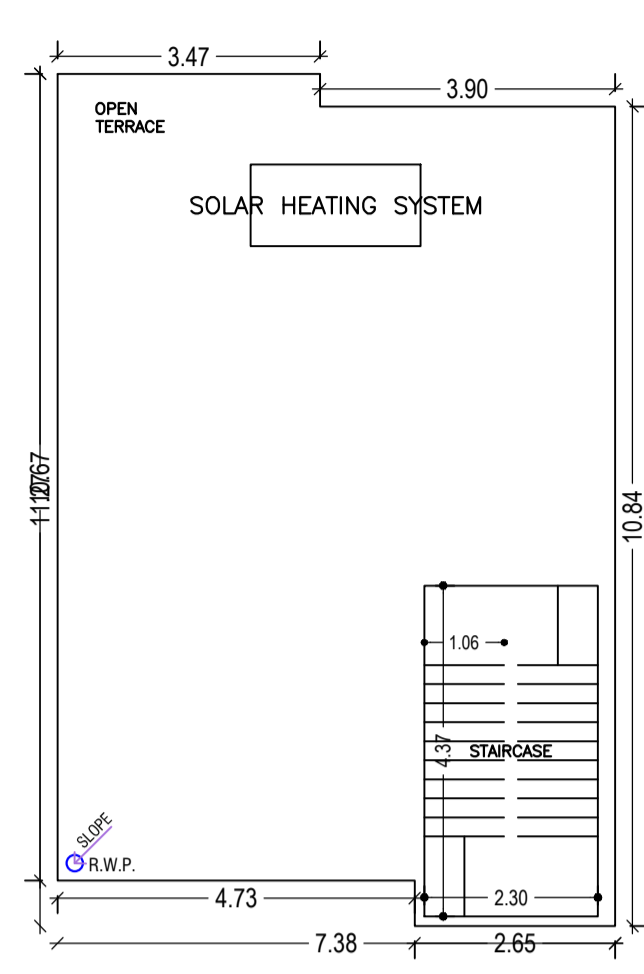 3.47
3.90
OPEN
TERRACE
SOLAR HEATING SYSTEM
10.84
1.06
4.37
STAIRCASE
SLOPE
R.W.P.
4.73
2.30
7.38
2.65